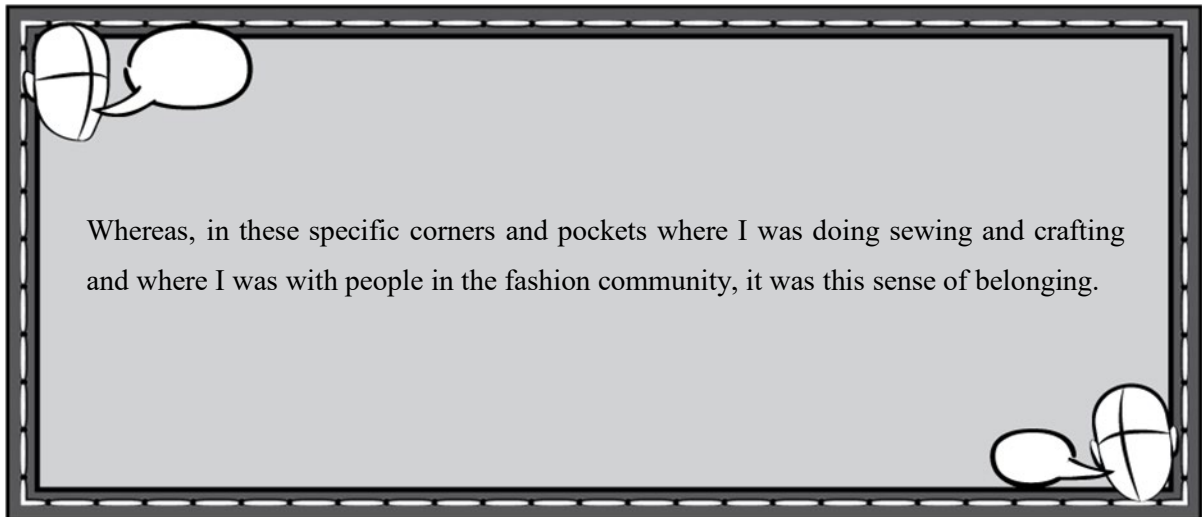 Whereas, in these specific corners and pockets where I was doing sewing and crafting
and where I was with people in the fashion community, it was this sense of belonging.